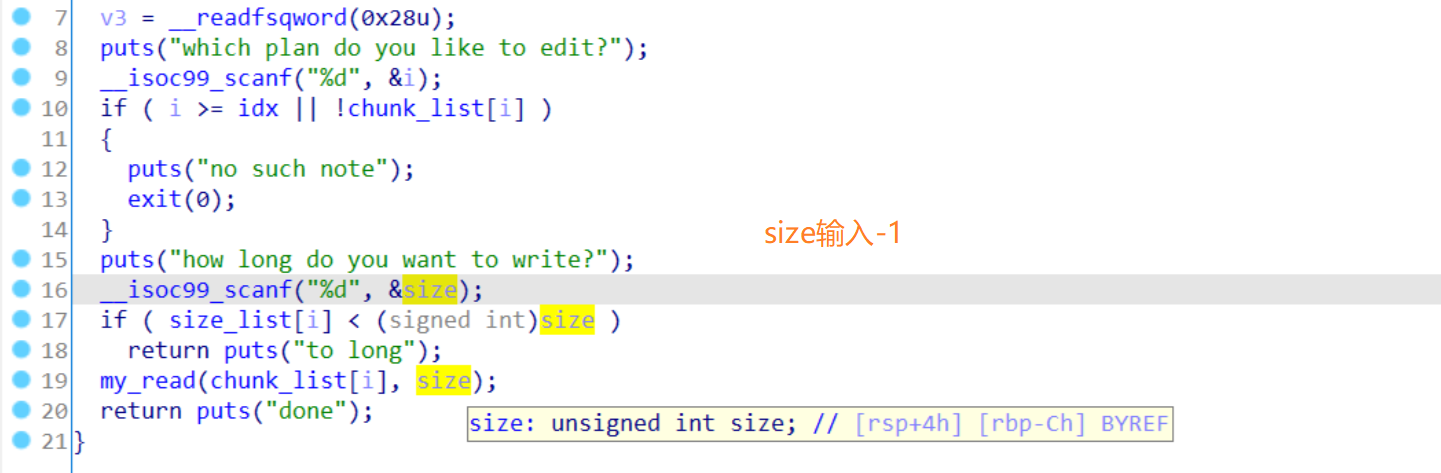 7 v3 = __readfsqword(0x28u);
8 puts("which plan do you like to edit?");
9 __isoc99_scanf("%d", &i);
10 if ( i >= idx || !chunk_list[i] )
11 {
12 puts("no such note");
13 exit(0);
14 }
size输入-1
15 puts("how long do you want to write?");
16 __isoc99_scanf("%d", &size);
17 if ( size_list[i] < (signed int)size )
18 return puts("to long");
19 my_read(chunk_list[i], size);
20 return puts("done");
size: unsigned int size; // [rsp+4h] [rbp-Ch] BYREF
21 }